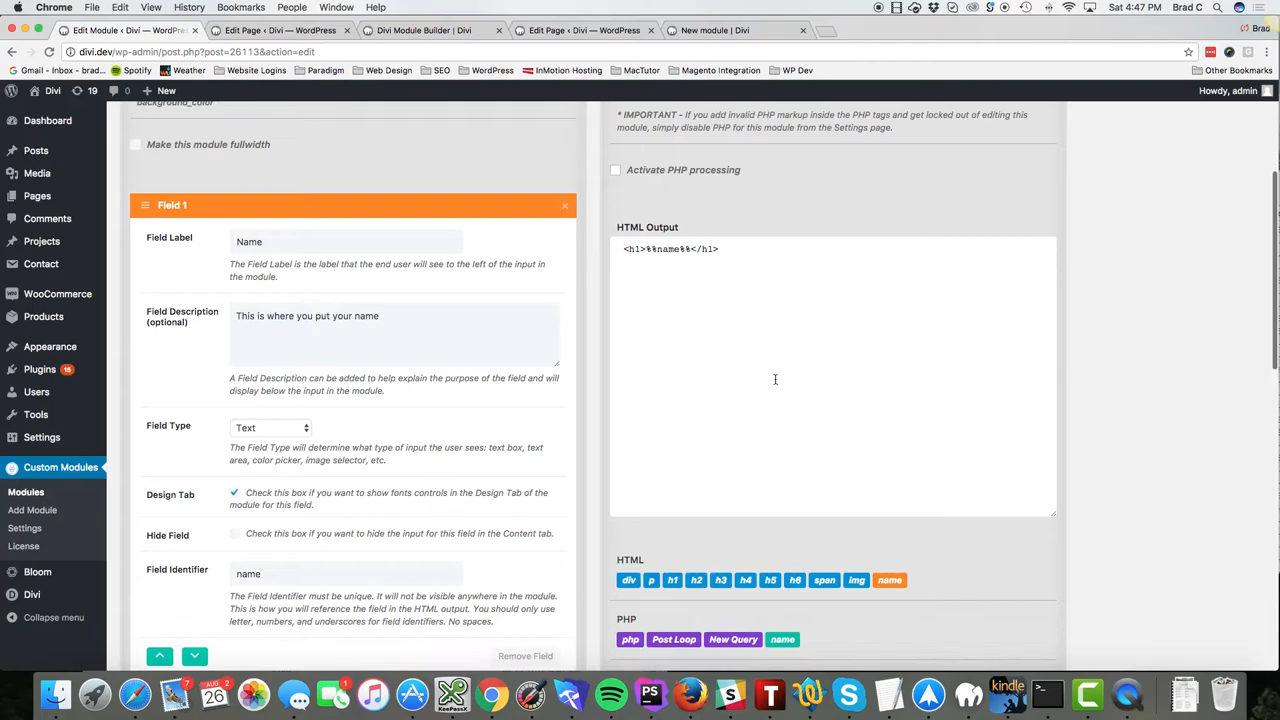 Chrome File Edit View History Bookmarks People Window Help Sat 4:47 PM Brad C
Edit Module ‹ Divi — WordPress × Edit Page ‹ Divi — WordPress × Divi Module Builder | Divi × Edit Page ‹ Divi — WordPress × New module | Divi × Brad
divi.dev/wp-admin/post.php?post=26113&action=edit
Gmail - Inbox - brad... Spotify Weather Website Logins Paradigm Web Design SEO WordPress InMotion Hosting MacTutor Magento Integration WP Dev Other Bookmarks
Divi 19 0 New Howdy, admin
Dashboard
Posts
Media
Pages
Comments
Projects
Contact
WooCommerce
Products
Appearance
Plugins 15
Users
Tools
Settings
Custom Modules
Modules
Add Module
Settings
License
Bloom
Divi
Collapse menu
background_color
Make this module fullwidth
Field 1 ×
Field Label
Name
The Field Label is the label that the end user will see to the left of the input in
the module.
Field Description
(optional)
This is where you put your name
A Field Description can be added to help explain the purpose of the field and will
display below the input in the module.
Field Type
Text
The Field Type will determine what type of input the user sees: text box, text
area, color picker, image selector, etc.
Design Tab
Check this box if you want to show fonts controls in the Design Tab of the
module for this field.
Hide Field
Check this box if you want to hide the input for this field in the Content tab.
Field Identifier
name
The Field Identifier must be unique. It will not be visible anywhere in the module.
This is how you will reference the field in the HTML output. You should only use
letter, numbers, and underscores for field identifiers. No spaces.
Remove Field
* IMPORTANT - If you add invalid PHP markup inside the PHP tags and get locked out of editing this
module, simply disable PHP for this module from the Settings page.
Activate PHP processing
HTML Output
<h1>%%name%%</h1>
HTML
div p h1 h2 h3 h4 h5 h6 span img name
PHP
php Post Loop New Query name
7 AUG 26 2 1 PS T kindle